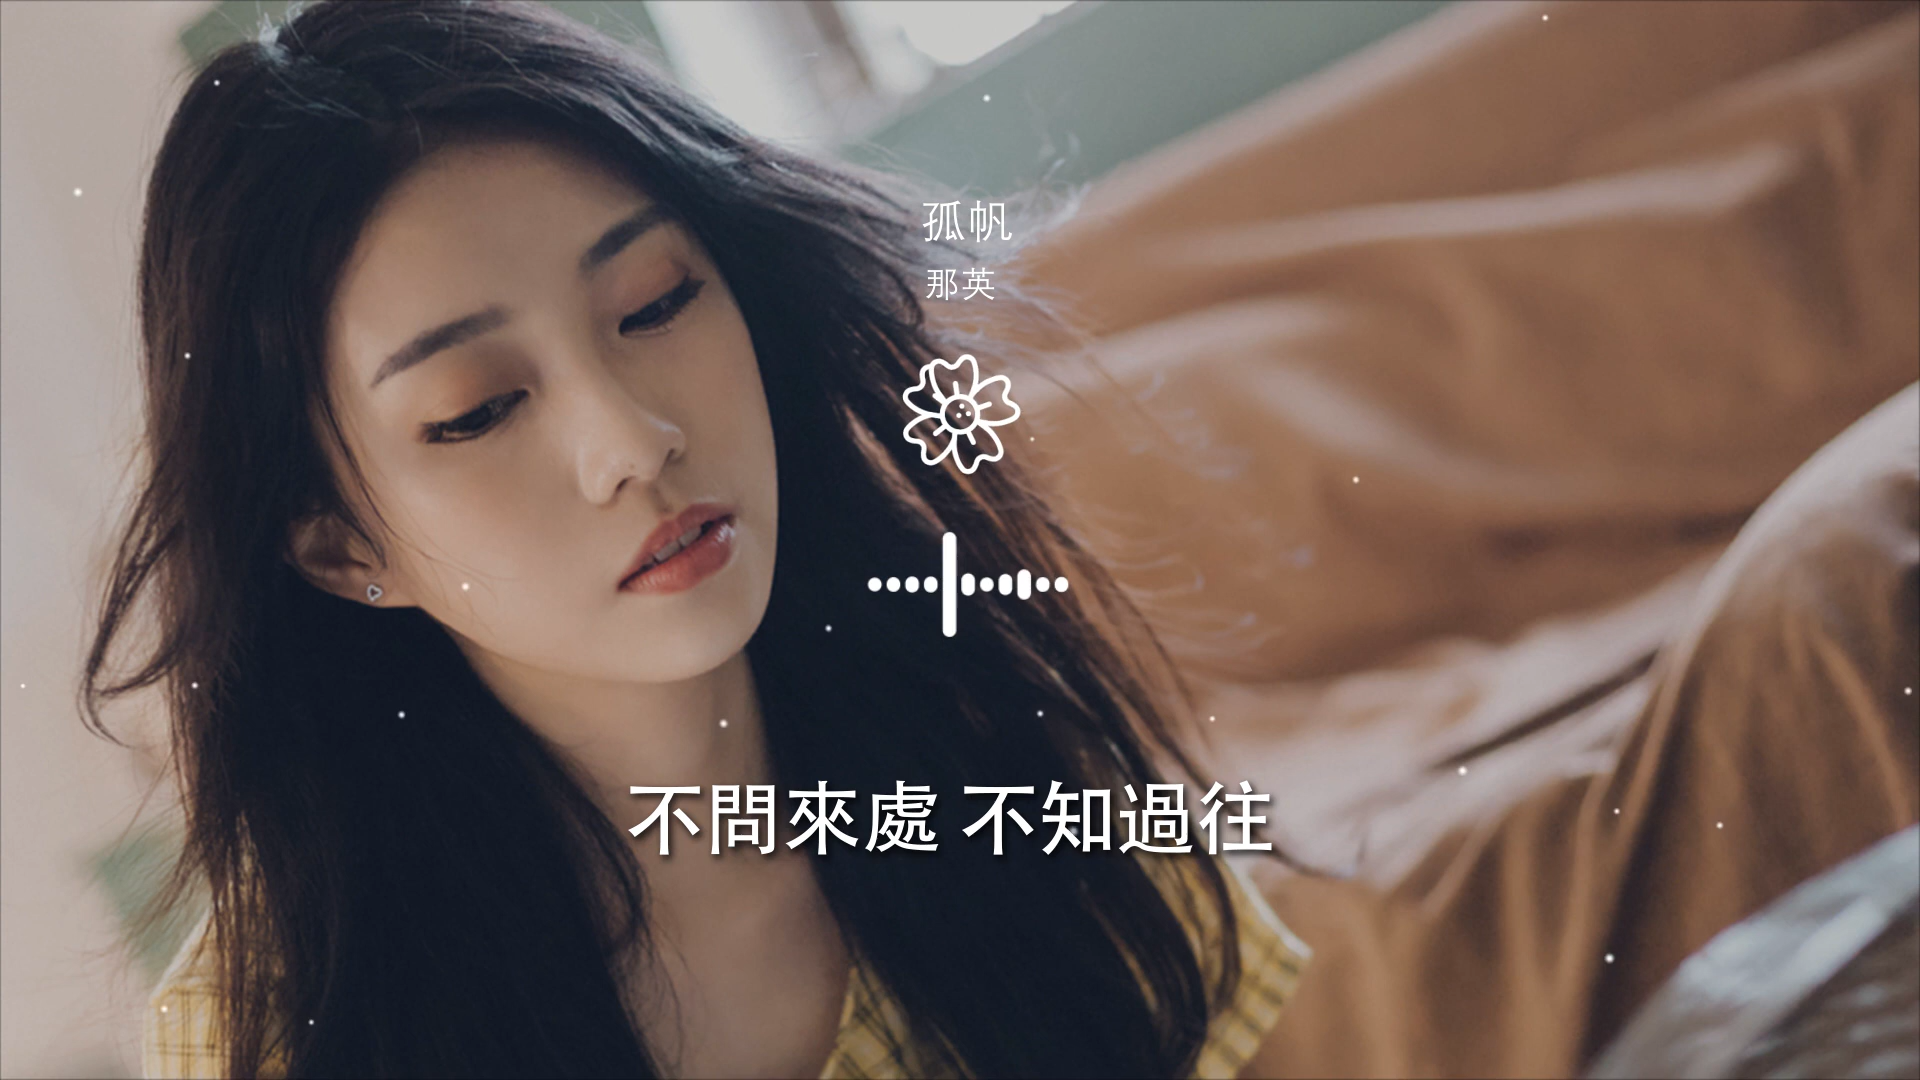 孤帆
那英
不問來處 不知過往